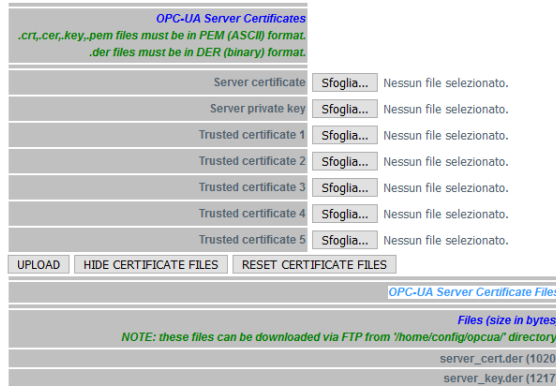 OPC-UA Server Certificates
.crt,.cer,.key,.pem files must be in PEM (ASCII) format.
.der files must be in DER (binary) format.
Server certificate Sfoglia... Nessun file selezionato.
Server private key Sfoglia... Nessun file selezionato.
Trusted certificate 1 Sfoglia... Nessun file selezionato.
Trusted certificate 2 Sfoglia... Nessun file selezionato.
Trusted certificate 3 Sfoglia... Nessun file selezionato.
Trusted certificate 4 Sfoglia... Nessun file selezionato.
Trusted certificate 5 Sfoglia... Nessun file selezionato.
UPLOAD HIDE CERTIFICATE FILES RESET CERTIFICATE FILES
OPC-UA Server Certificate Files
Files (size in bytes
NOTE: these files can be downloaded via FTP from '/home/config/opcua/' directory
server_cert.der (1020
server_key.der (1217